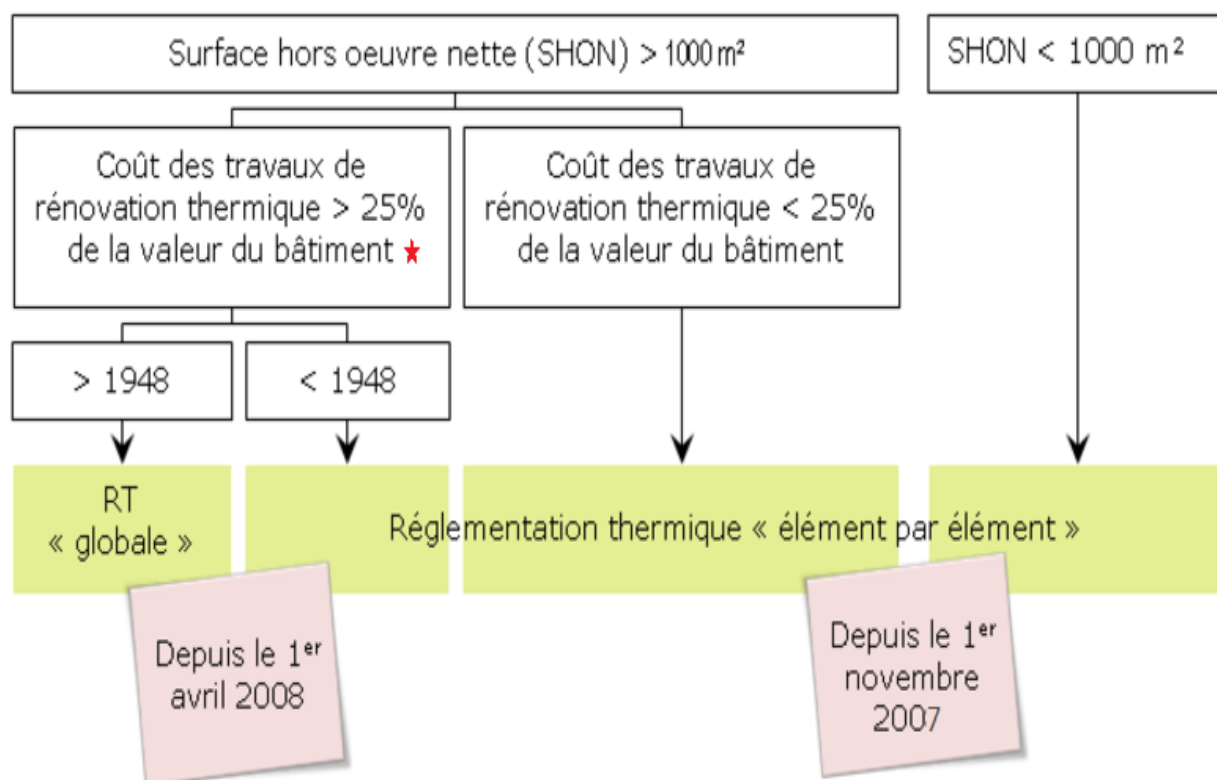 Surface hors oeuvre nette (SHON) > 1000 m²
SHON < 1000 m²
Coût des travaux de
rénovation thermique > 25%
de la valeur du bâtiment ★
Coût des travaux de
rénovation thermique < 25%
de la valeur du bâtiment
> 1948
< 1948
RT
« globale »
Réglementation thermique « élément par élément »
Depuis le 1er
avril 2008
Depuis le 1er
novembre
2007